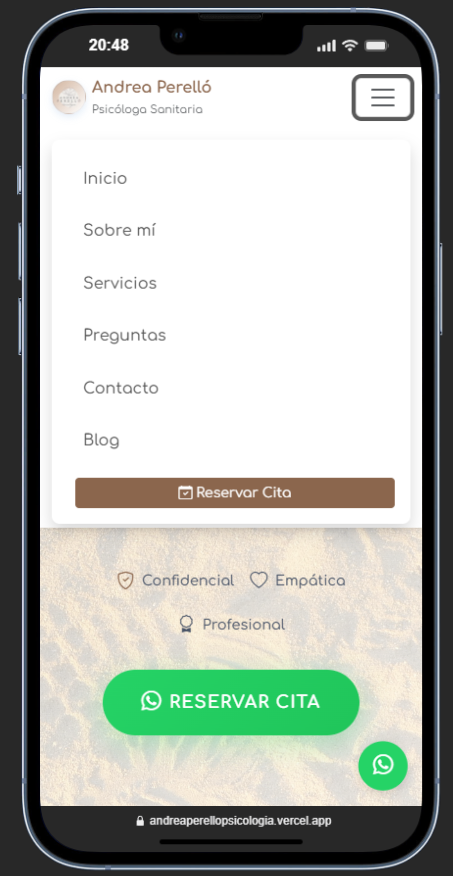 20:48
Andrea Perelló
Psicóloga Sanitaria
Inicio
Sobre mí
Servicios
Preguntas
Contacto
Blog
Reservar Cita
Confidencial Empática
Profesional
RESERVAR CITA
andreaperellopsicologia.vercel.app